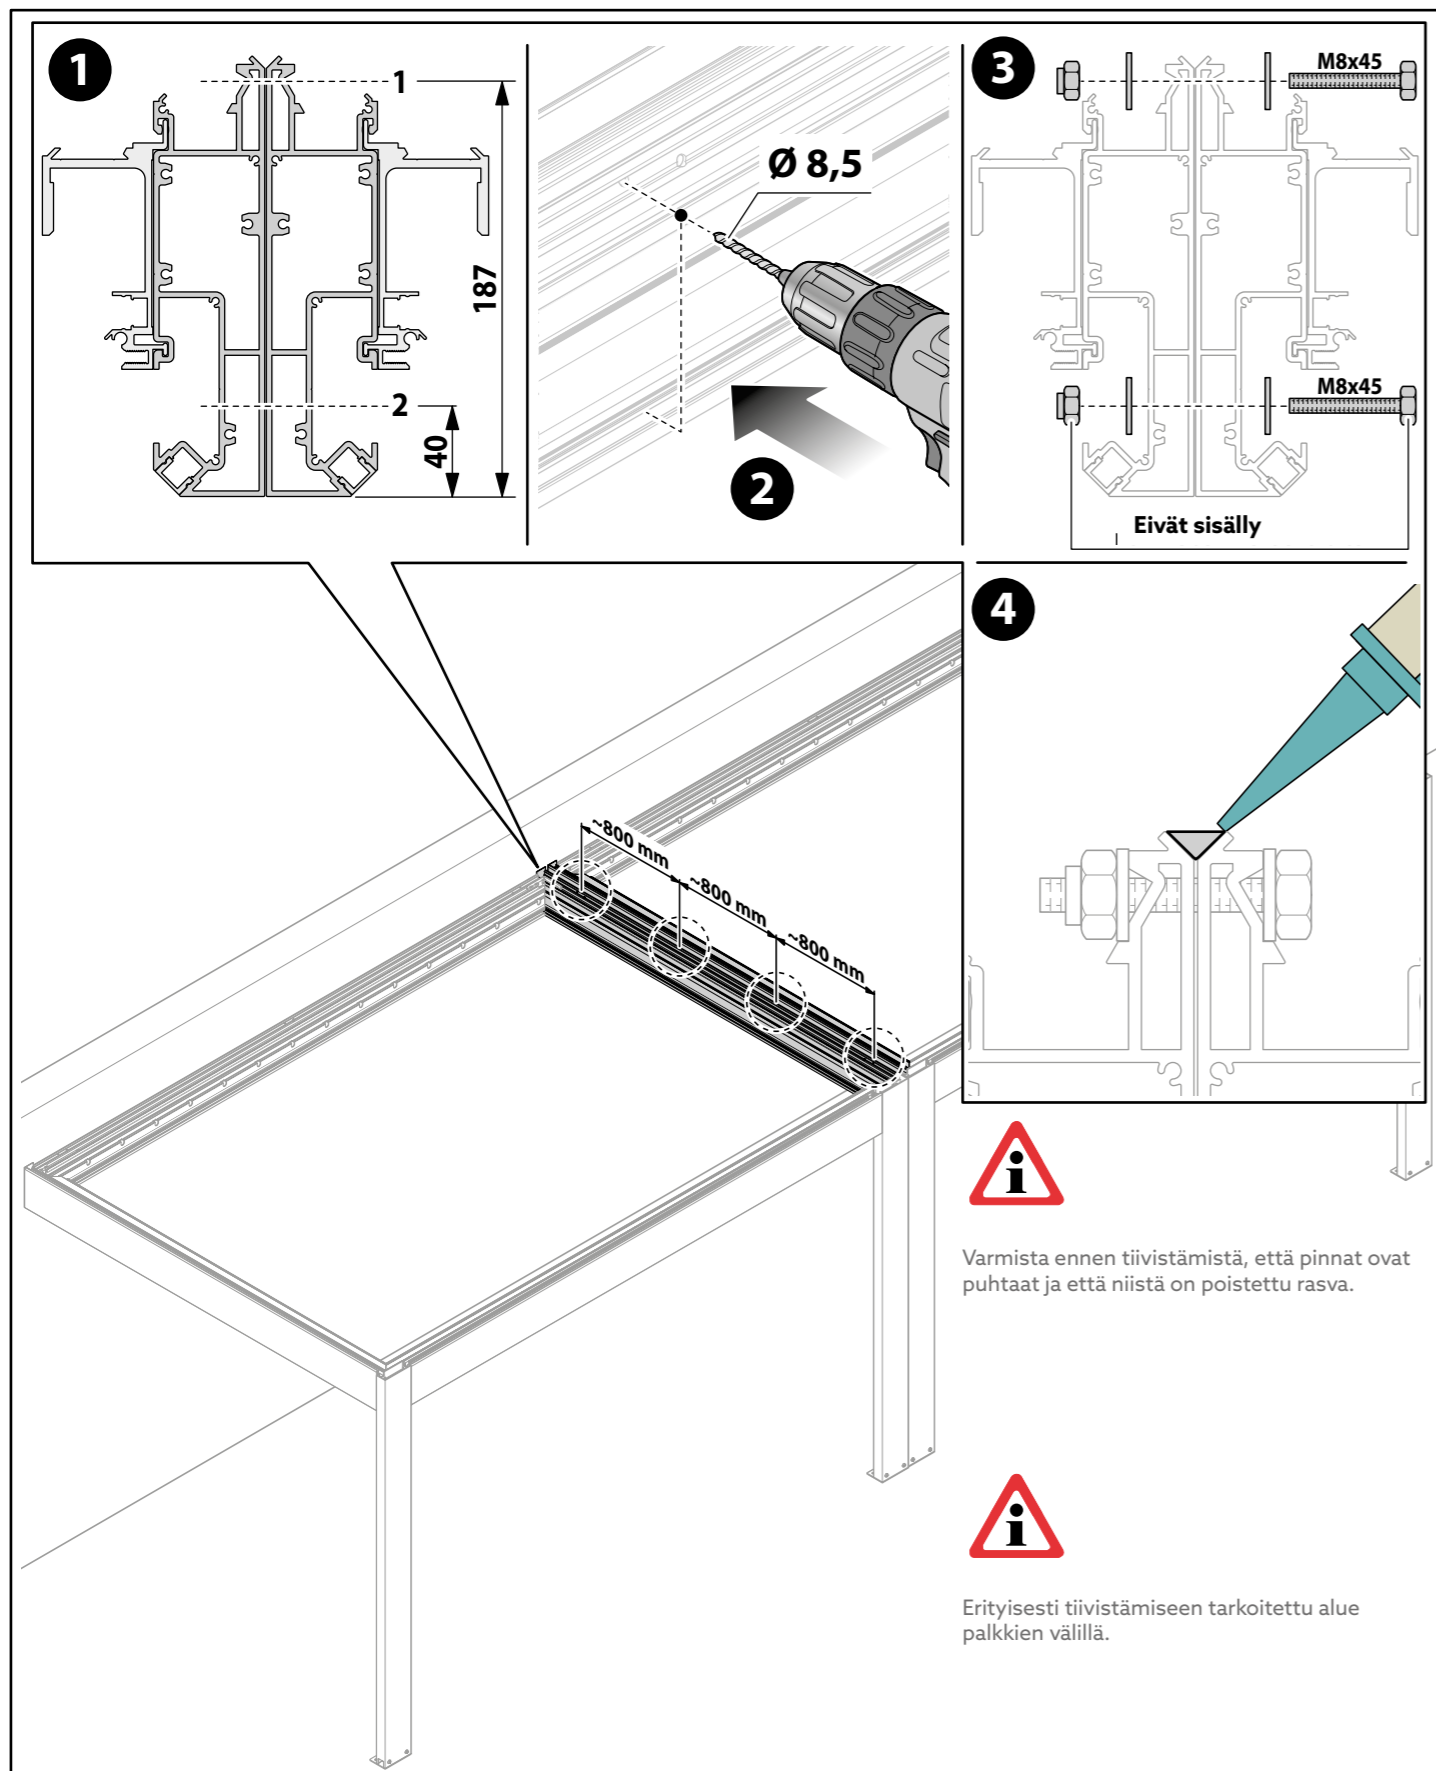 1
1
187
2
40
Ø 8,5
2
3
M8x45
M8x45
Eivät sisälly
4
~800 mm
~800 mm
~800 mm
Varmista ennen tiivistämistä, että pinnat ovat
puhtaat ja että niistä on poistettu rasva.
Erityisesti tiivistämiseen tarkoitettu alue
palkkien välillä.